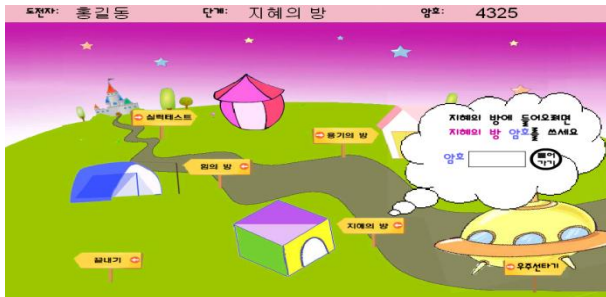 도전자: 홍길동 단계: 지혜의 방 암호: 4325
실력테스트
용기의 방
원의 방
지혜의 방에 들어오려면
지혜의 방 암호를 쓰세요
암호
들어
가기
지혜의 방
끝내기
우주선타기